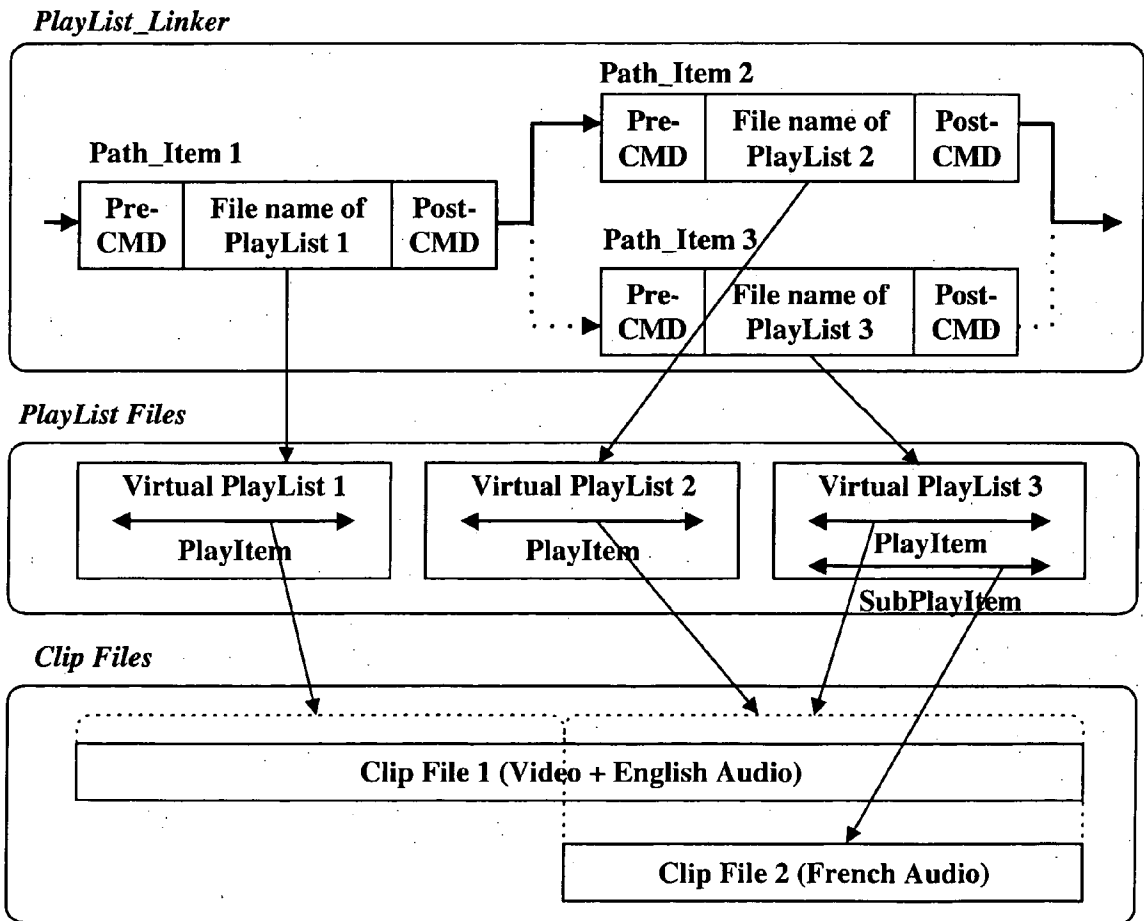 PlayList_Linker
Path_Item 2
Pre-
CMD
File name of
PlayList 2
Post-
CMD
Path_Item 1
Pre-
CMD
File name of
PlayList 1
Post-
CMD
Path_Item 3
Pre-
CMD
File name of
PlayList 3
Post-
CMD
PlayList Files
Virtual PlayList 1
PlayItem
Virtual PlayList 2
PlayItem
Virtual PlayList 3
PlayItem
SubPlayItem
Clip Files
Clip File 1 (Video + English Audio)
Clip File 2 (French Audio)